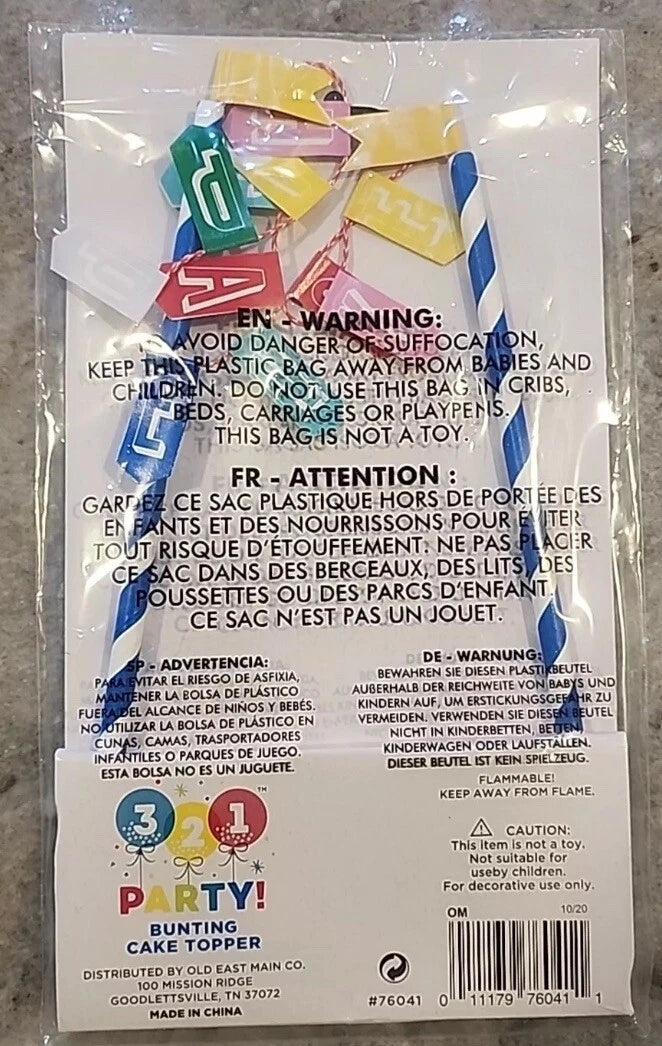 A
EN - WARNING:
TO AVOID DANGER OF SUFFOCATION,
KEEP THIS PLASTIC BAG AWAY FROM BABIES AND
CHILDREN. DO NOT USE THIS BAG IN CRIBS,
BEDS, CARRIAGES OR PLAYPENS.
THIS BAG IS NOT A TOY.
FR - ATTENTION :
GARDEZ CE SAC PLASTIQUE HORS DE PORTÉE DES
ENFANTS ET DES NOURRISSONS POUR EVITER
TOUT RISQUE D'ÉTOUFFEMENT. NE PAS PLACER
CE SAC DANS DES BERCEAUX, DES LITS, DES
POUSSETTES OU DES PARCS D'ENFANT.
CE SAC N'EST PAS UN JOUET.
SP - ADVERTENCIA:
PARA EVITAR EL RIESGO DE ASFIXIA,
MANTENER LA BOLSA DE PLÁSTICO
FUERA DEL ALCANCE DE NIÑOS Y BEBÉS.
NO UTILIZAR LA BOLSA DE PLÁSTICO EN
CUNAS, CAMAS, TRASPORTADORES
INFANTILES O PARQUES DE JUEGO.
ESTA BOLSA NO ES UN JUGUETE.
DE - WARNUNG:
BEWAHREN SIE DIESEN PLASTIKBEUTEL
AUßERHALB DER REICHWEITE VON BABYS UND
KINDERN AUF, UM ERSTICKUNGSGEFAHR ZU
VERMEIDEN. VERWENDEN SIE DIESEN BEUTEL
NICHT IN KINDERBETTEN, BETTEN,
KINDERWAGEN ODER LAUFSTÄLLEN.
DIESER BEUTEL IST KEIN SPIELZEUG.
FLAMMABLE!
KEEP AWAY FROM FLAME.
CAUTION:
This item is not a toy.
Not suitable for
useby children.
For decorative use only.
3 2 1 ™
PARTY!
BUNTING
CAKE TOPPER
DISTRIBUTED BY OLD EAST MAIN CO.
100 MISSION RIDGE
GOODLETTSVILLE, TN 37072
MADE IN CHINA
OM 10/20
#76041 0 11179 76041 1